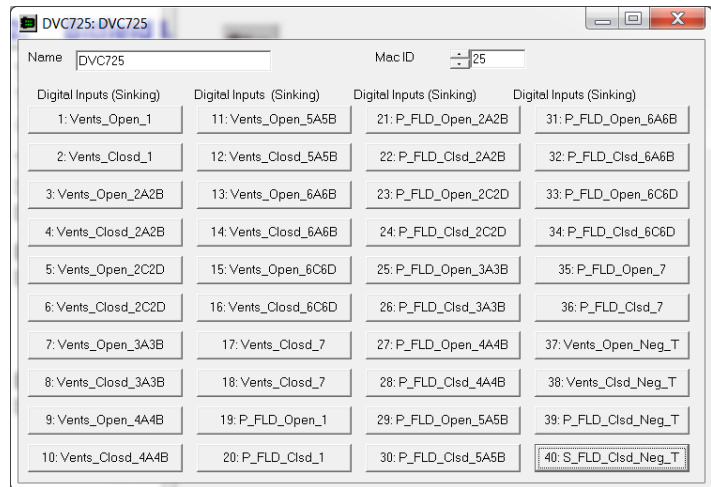 DVC725: DVC725
Name DVC725 Mac ID 25
Digital Inputs (Sinking) Digital Inputs (Sinking) Digital Inputs (Sinking) Digital Inputs (Sinking)
1: Vents_Open_1 11: Vents_Open_5A5B 21: P_FLD_Open_2A2B 31: P_FLD_Open_6A6B
2: Vents_Closd_1 12: Vents_Closd_5A5B 22: P_FLD_Clsd_2A2B 32: P_FLD_Clsd_6A6B
3: Vents_Open_2A2B 13: Vents_Open_6A6B 23: P_FLD_Open_2C2D 33: P_FLD_Open_6C6D
4: Vents_Closd_2A2B 14: Vents_Closd_6A6B 24: P_FLD_Clsd_2C2D 34: P_FLD_Clsd_6C6D
5: Vents_Open_2C2D 15: Vents_Open_6C6D 25: P_FLD_Open_3A3B 35: P_FLD_Open_7
6: Vents_Closd_2C2D 16: Vents_Closd_6C6D 26: P_FLD_Clsd_3A3B 36: P_FLD_Clsd_7
7: Vents_Open_3A3B 17: Vents_Closd_7 27: P_FLD_Open_4A4B 37: Vents_Open_Neg_T
8: Vents_Closd_3A3B 18: Vents_Closd_7 28: P_FLD_Clsd_4A4B 38: Vents_Clsd_Neg_T
9: Vents_Open_4A4B 19: P_FLD_Open_1 29: P_FLD_Open_5A5B 39: P_FLD_Clsd_Neg_T
10: Vents_Closd_4A4B 20: P_FLD_Clsd_1 30: P_FLD_Clsd_5A5B 40: S_FLD_Clsd_Neg_T